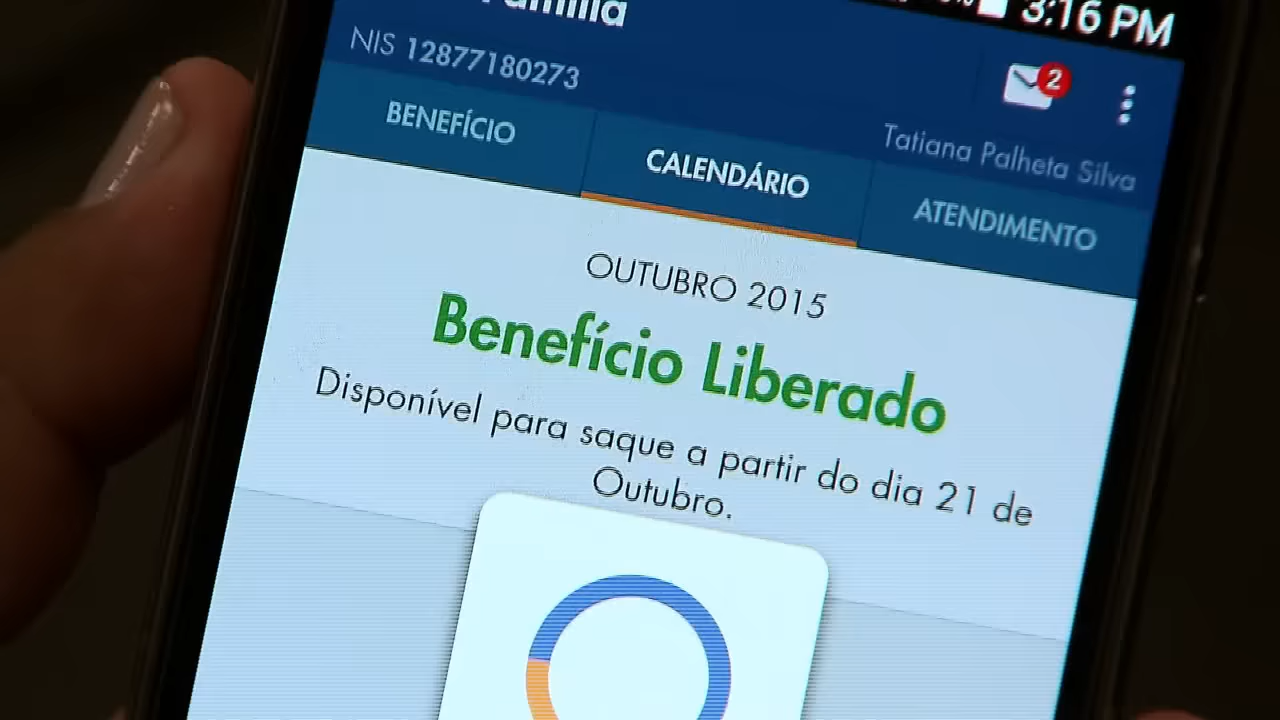 Família
3:16 PM
NIS 12877180273
2
Tatiana Palheta Silva
BENEFÍCIO
CALENDÁRIO
ATENDIMENTO
OUTUBRO 2015
Benefício Liberado
Disponível para saque a partir do dia 21 de
Outubro.